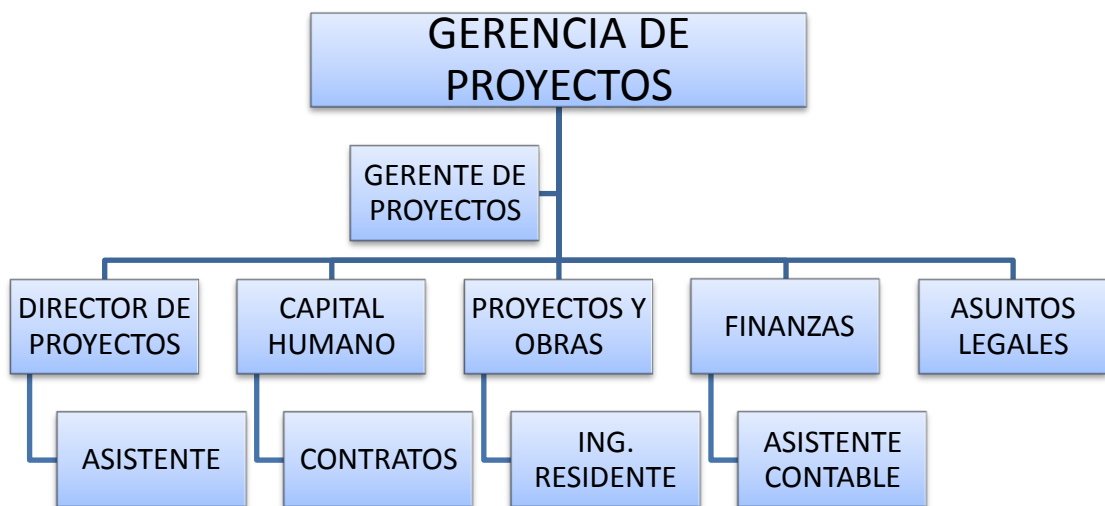 GERENCIA DE
PROYECTOS
GERENTE DE
PROYECTOS
DIRECTOR DE
PROYECTOS
CAPITAL
HUMANO
PROYECTOS Y
OBRAS
FINANZAS
ASUNTOS
LEGALES
ASISTENTE
CONTRATOS
ING.
RESIDENTE
ASISTENTE
CONTABLE